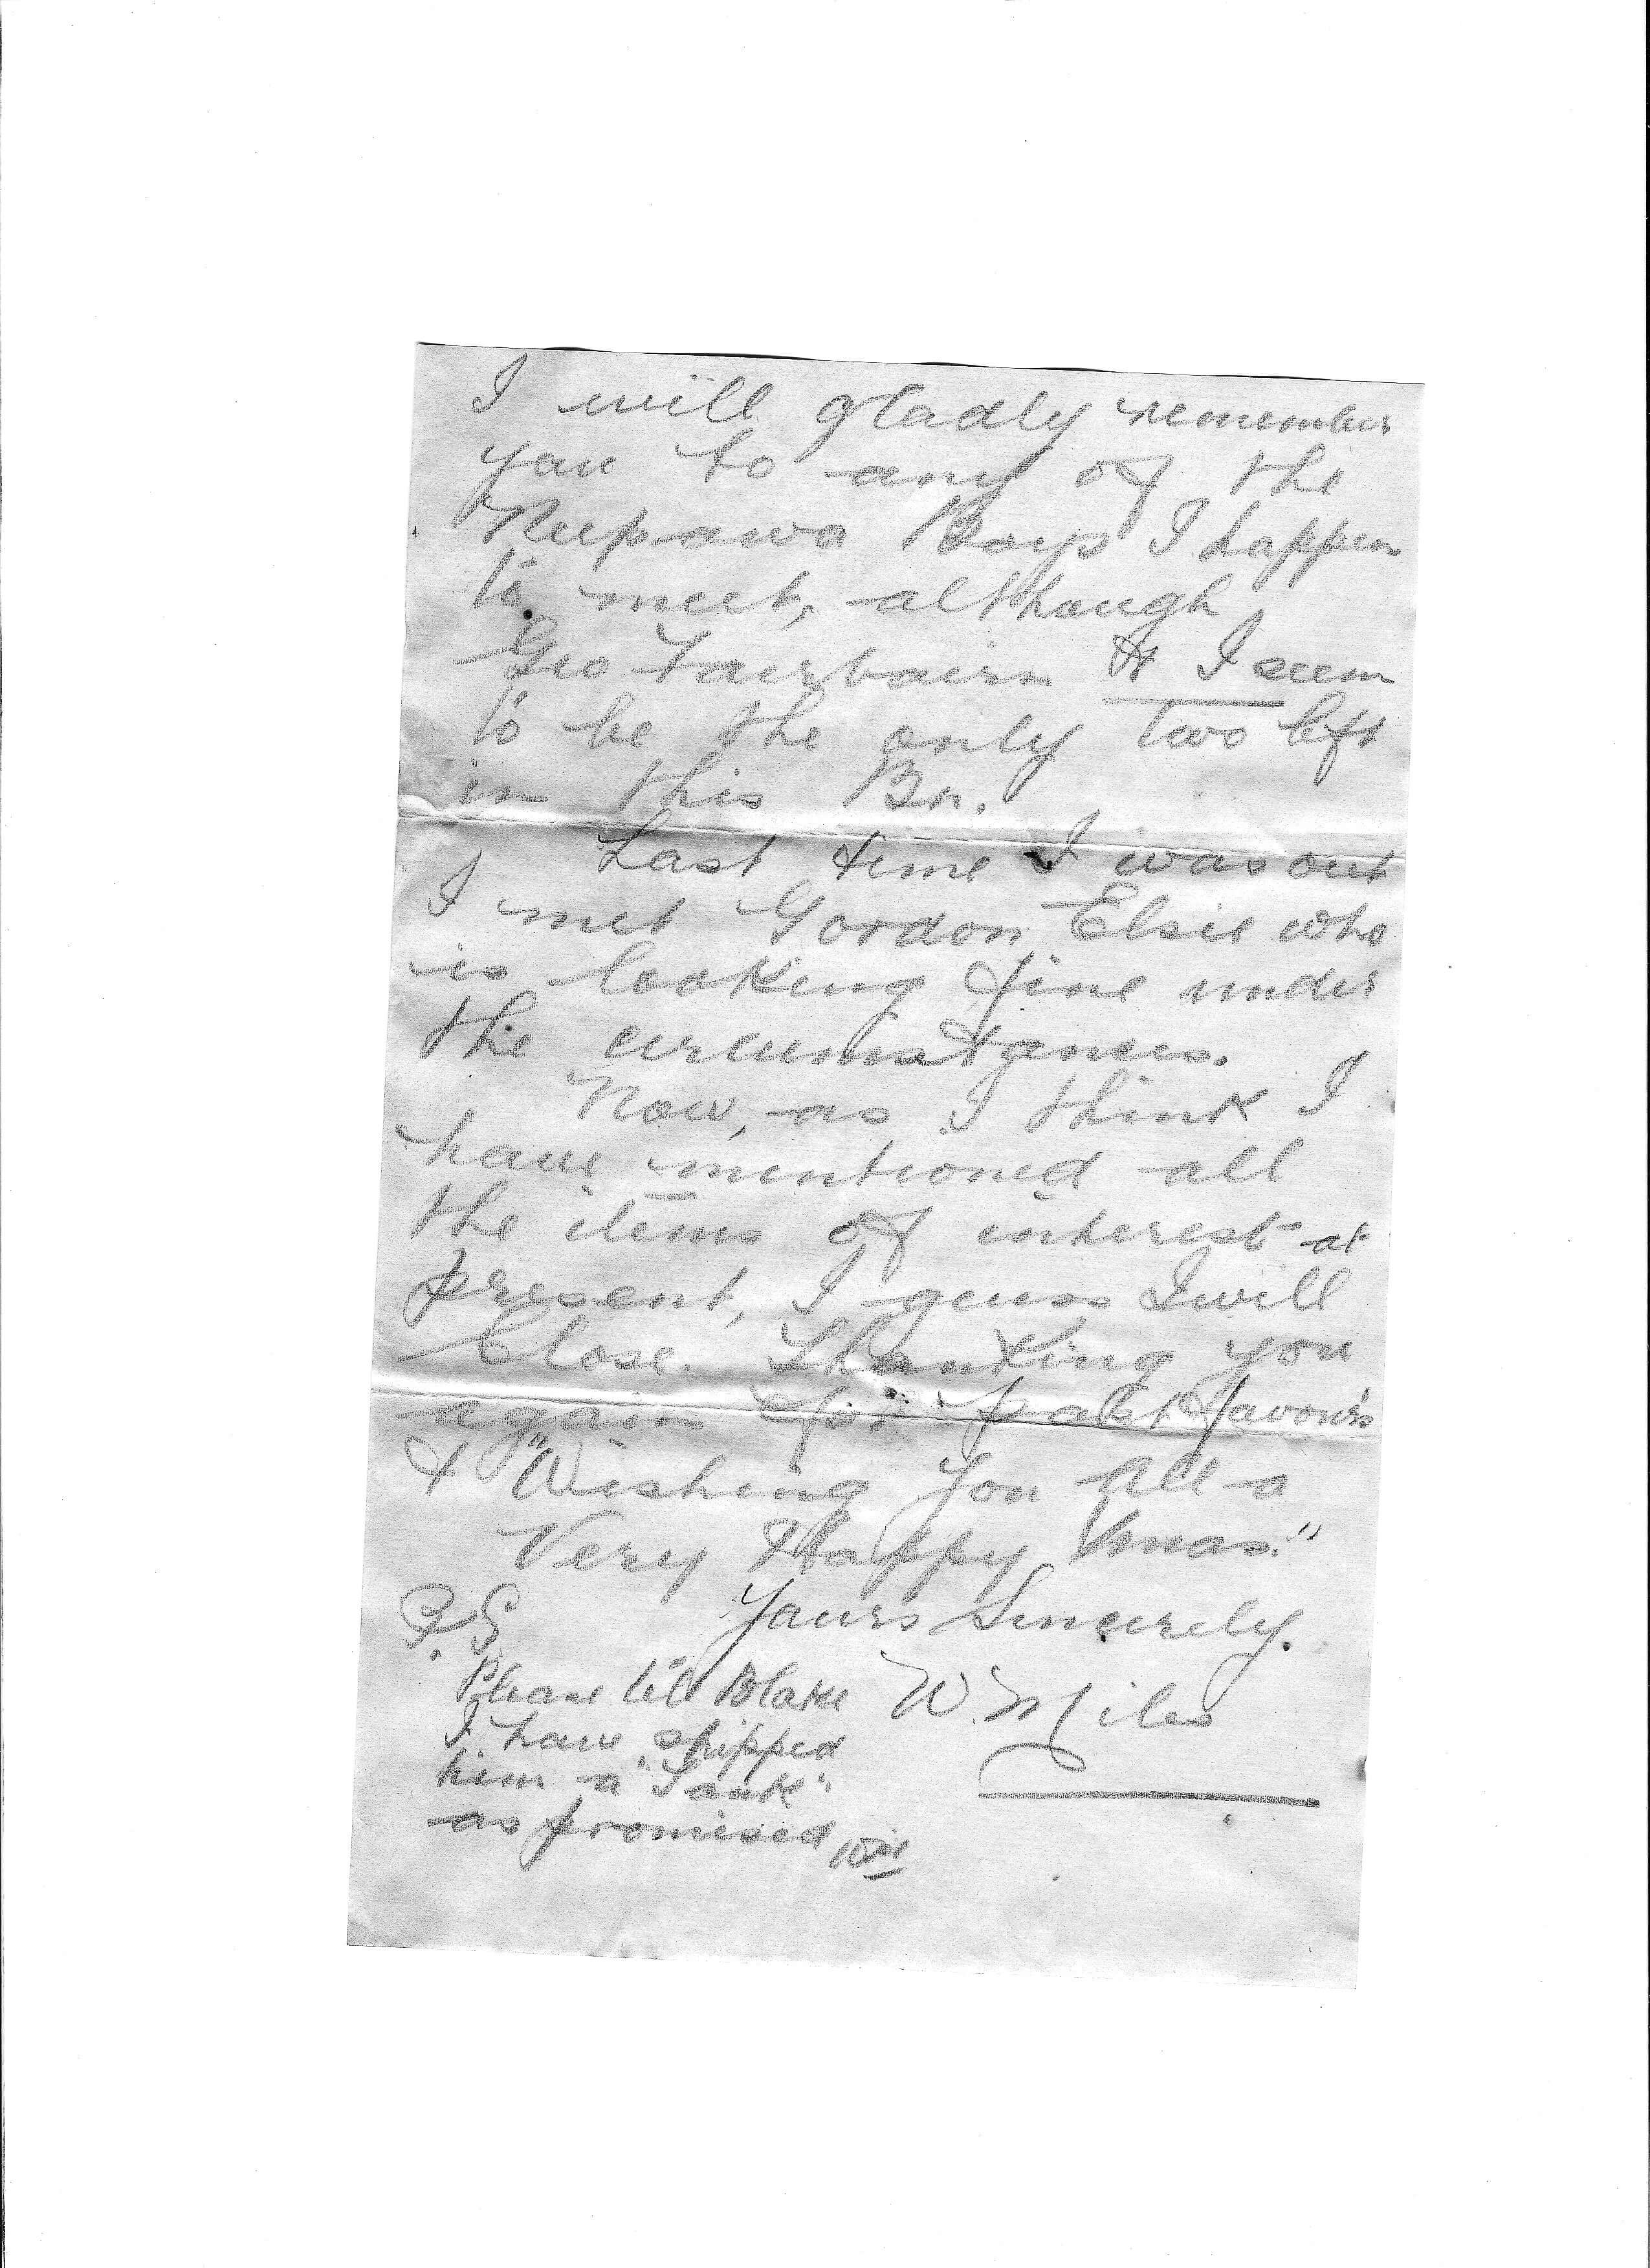 I will gladly remember
you to any of the
Neepawa Boys I happen
to meet, although
Geo Fairbairn & I seem
to be the only two left
in this Bn.
Last time I was out
I met Gordon Elsie who
is looking fine under
the circumstances.
Now, as I think I
have mentioned all
the items of interest at
present, I guess I will
Close. Thanking you
again for past favours
& "Wishing You All a
Very Happy Xmas."
Yours Sincerely.
W. Miles
P.S.
Please tell Blake
I have shipped
him a "Tank"
as promised